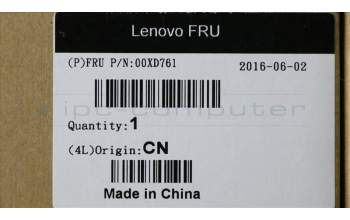 Lenovo FRU
(P)FRU P/N:00XD761 2016-06-02
ipc-computer
Quantity:1
(4L)Origin:CN
Made in China